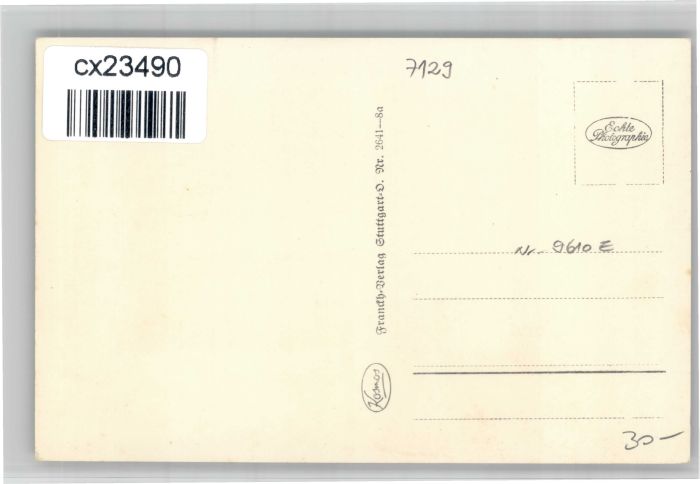 cx23490
7129
Echte
Photographie
Franckh-Verlag Stuttgart-O. Nr. 2641—8a
Nr. 9610 E
Kosmos
30—